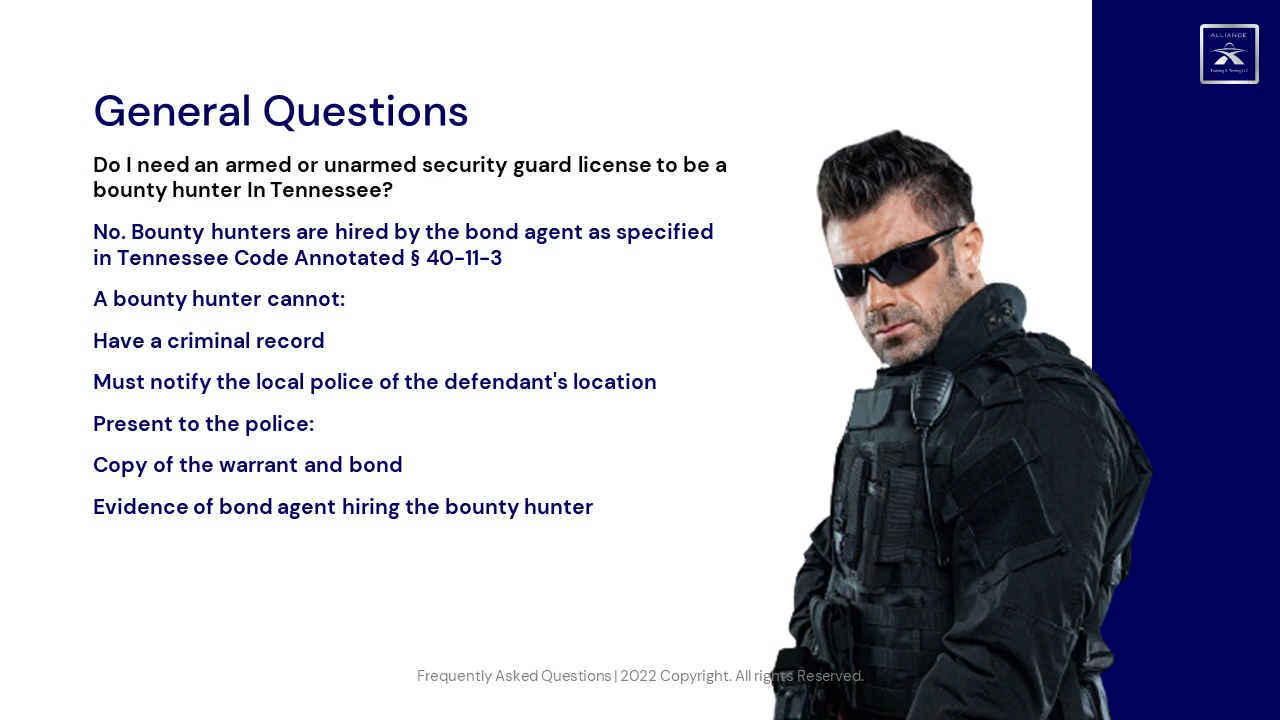 ALLIANCE
Training & Testing LLC
General Questions
Do I need an armed or unarmed security guard license to be a
bounty hunter In Tennessee?
No. Bounty hunters are hired by the bond agent as specified
in Tennessee Code Annotated § 40-11-3
A bounty hunter cannot:
Have a criminal record
Must notify the local police of the defendant's location
Present to the police:
Copy of the warrant and bond
Evidence of bond agent hiring the bounty hunter
Frequently Asked Questions | 2022 Copyright. All rights Reserved.